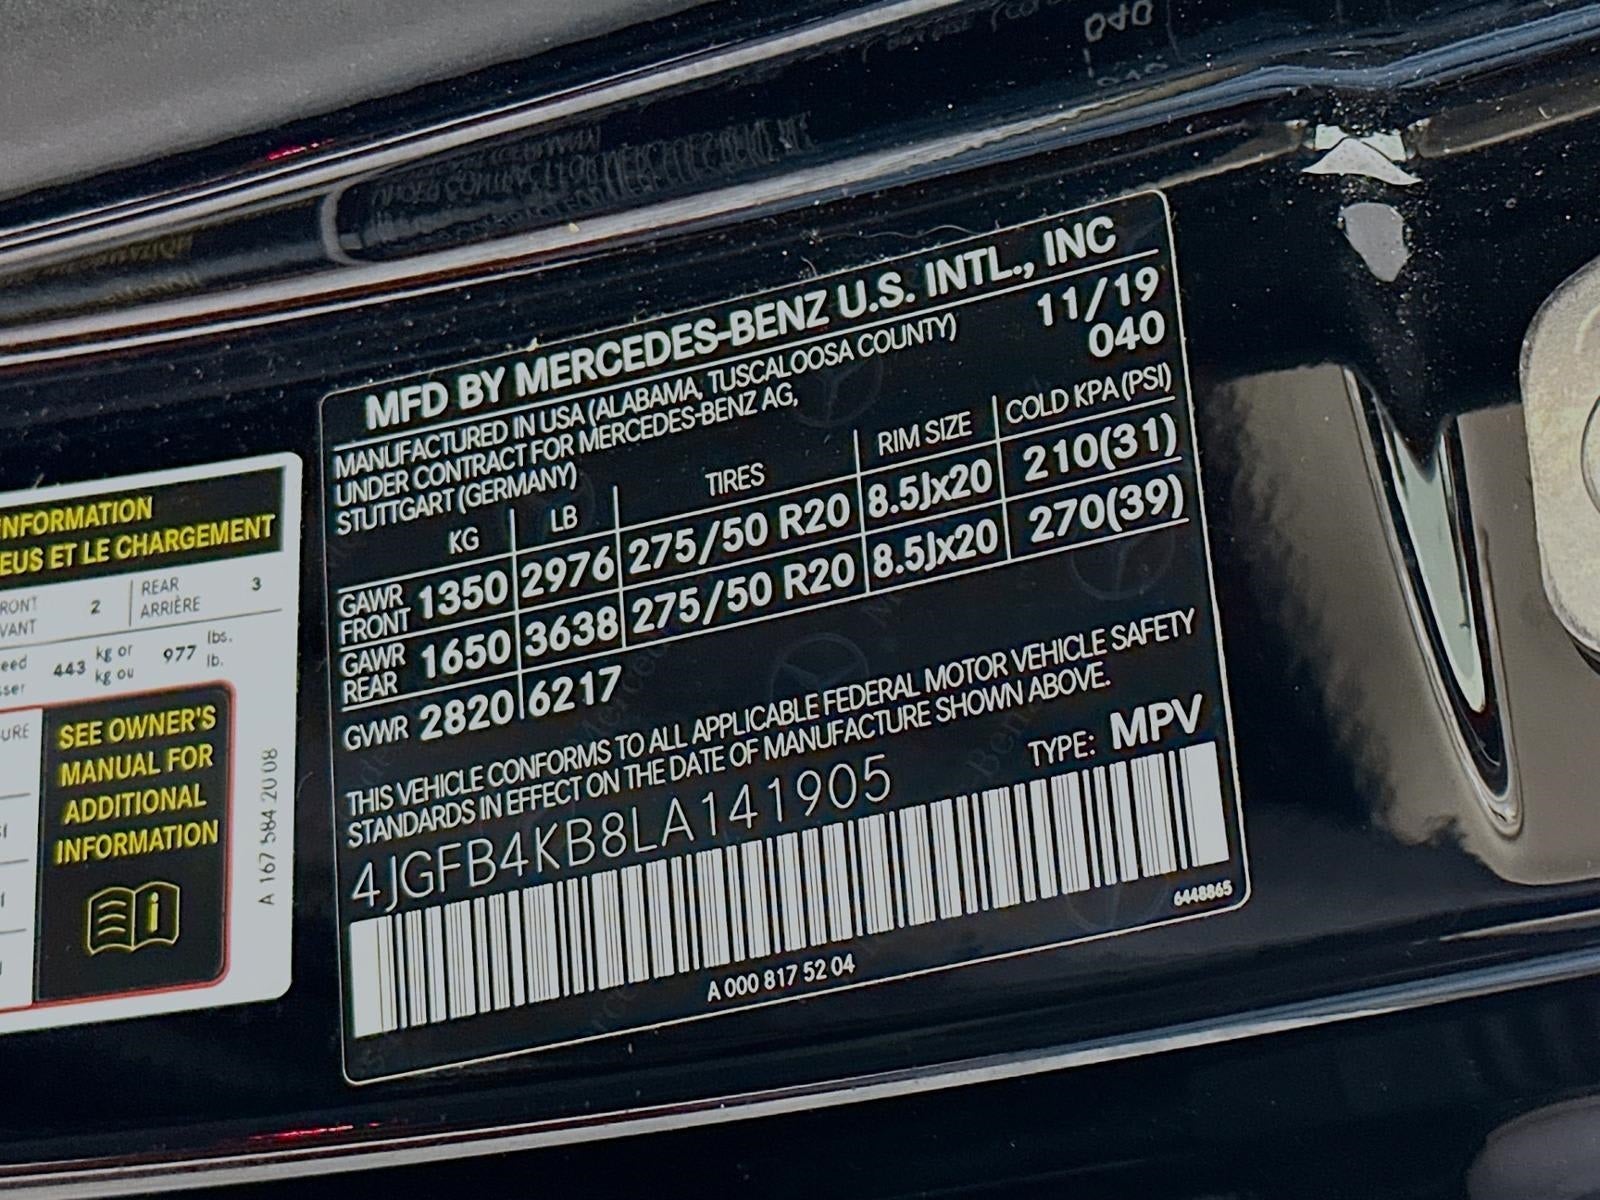 MFD BY MERCEDES-BENZ U.S. INTL., INC
MANUFACTURED IN USA (ALABAMA, TUSCALOOSA COUNTY)
UNDER CONTRACT FOR MERCEDES-BENZ AG,
STUTTGART (GERMANY)
11/19
040
KG LB TIRES RIM SIZE COLD KPA (PSI)
GAWR FRONT 1350 2976 275/50 R20 8.5Jx20 210(31)
GAWR REAR 1650 3638 275/50 R20 8.5Jx20 270(39)
GVWR 2820 6217
THIS VEHICLE CONFORMS TO ALL APPLICABLE FEDERAL MOTOR VEHICLE SAFETY
STANDARDS IN EFFECT ON THE DATE OF MANUFACTURE SHOWN ABOVE.
4JGFB4KB8LA141905 TYPE: MPV
6448865
A 000 817 52 04
INFORMATION
ET LE CHARGEMENT
2 REAR 3
ARRIÈRE
443 kg or 977 lbs.
kg ou lb.
SEE OWNER'S
MANUAL FOR
ADDITIONAL
INFORMATION
A 167 584 20 08